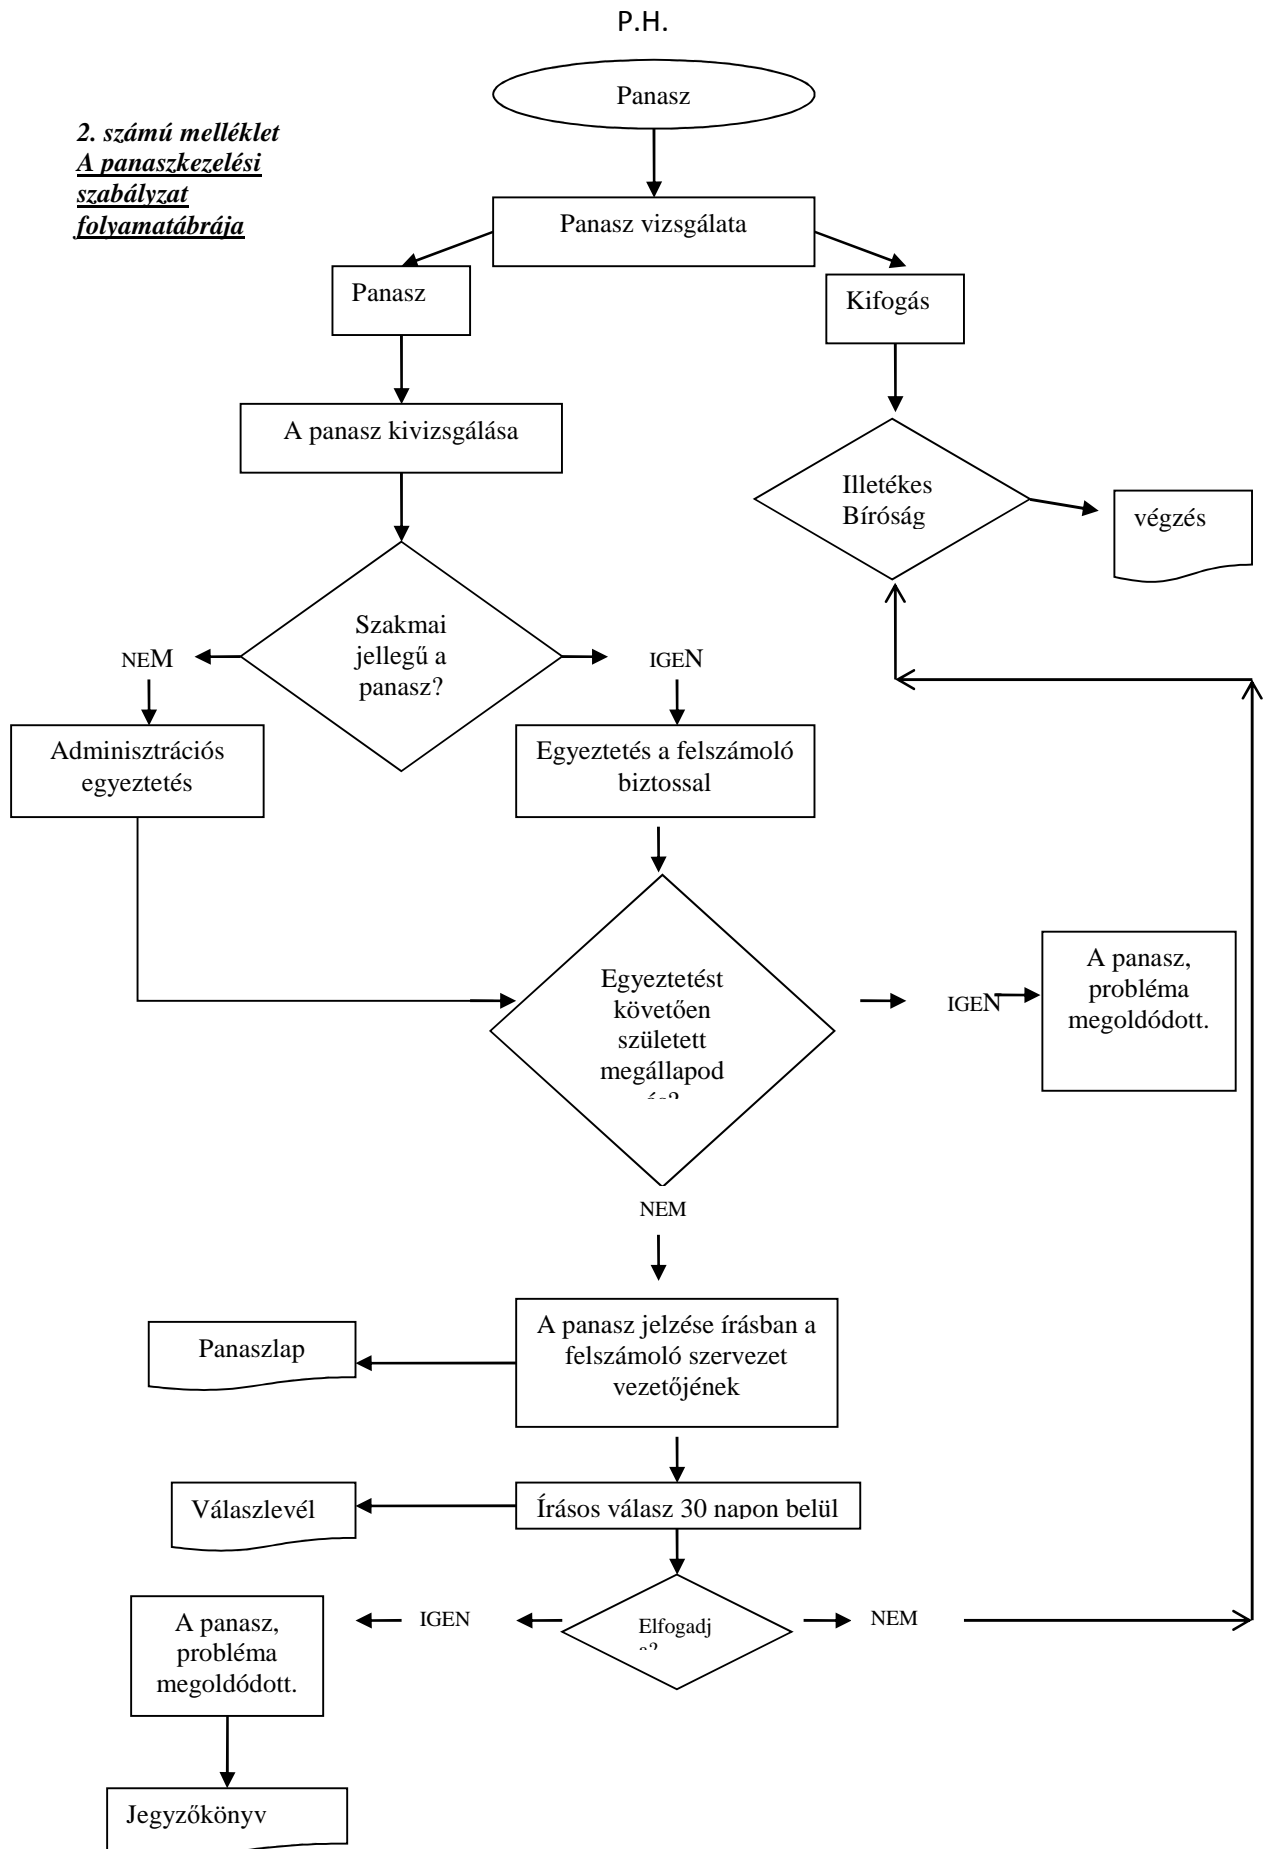 P.H.
Panasz
2. számú melléklet
A panaszkezelési
szabályzat
folyamatábrája
Panasz vizsgálata
Panasz
Kifogás
A panasz kivizsgálása
Illetékes
Bíróság
végzés
Szakmai
jellegű a
panasz?
NEM
IGEN
Adminisztrációs
egyeztetés
Egyeztetés a felszámoló
biztossal
Egyeztetést
követően
született
megállapod
ás?
IGEN
A panasz,
probléma
megoldódott.
NEM
A panasz jelzése írásban a
felszámoló szervezet
vezetőjének
Panaszlap
Írásos válasz 30 napon belül
Válaszlevél
Elfogadj
a?
IGEN
NEM
A panasz,
probléma
megoldódott.
Jegyzőkönyv